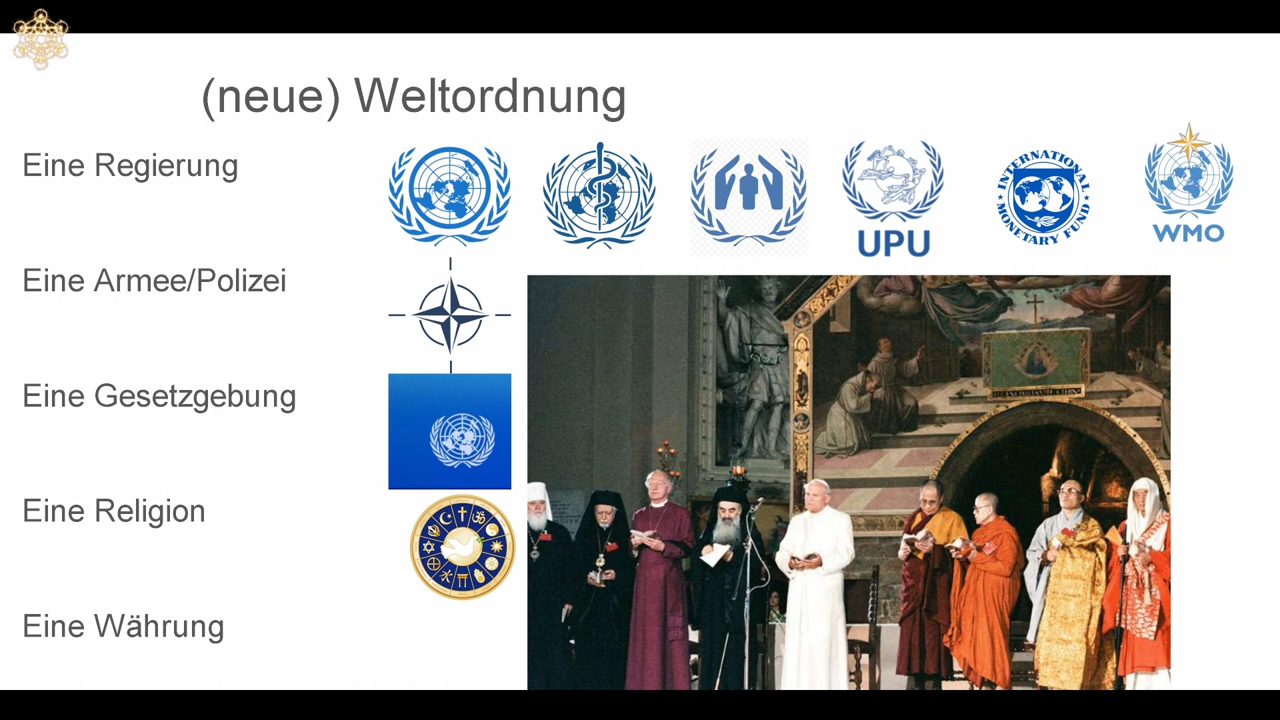 (neue) Weltordnung
Eine Regierung
UPU
INTERNATIONAL MONETARY FUND
WMO
Eine Armee/Polizei
Eine Gesetzgebung
Eine Religion
Eine Währung